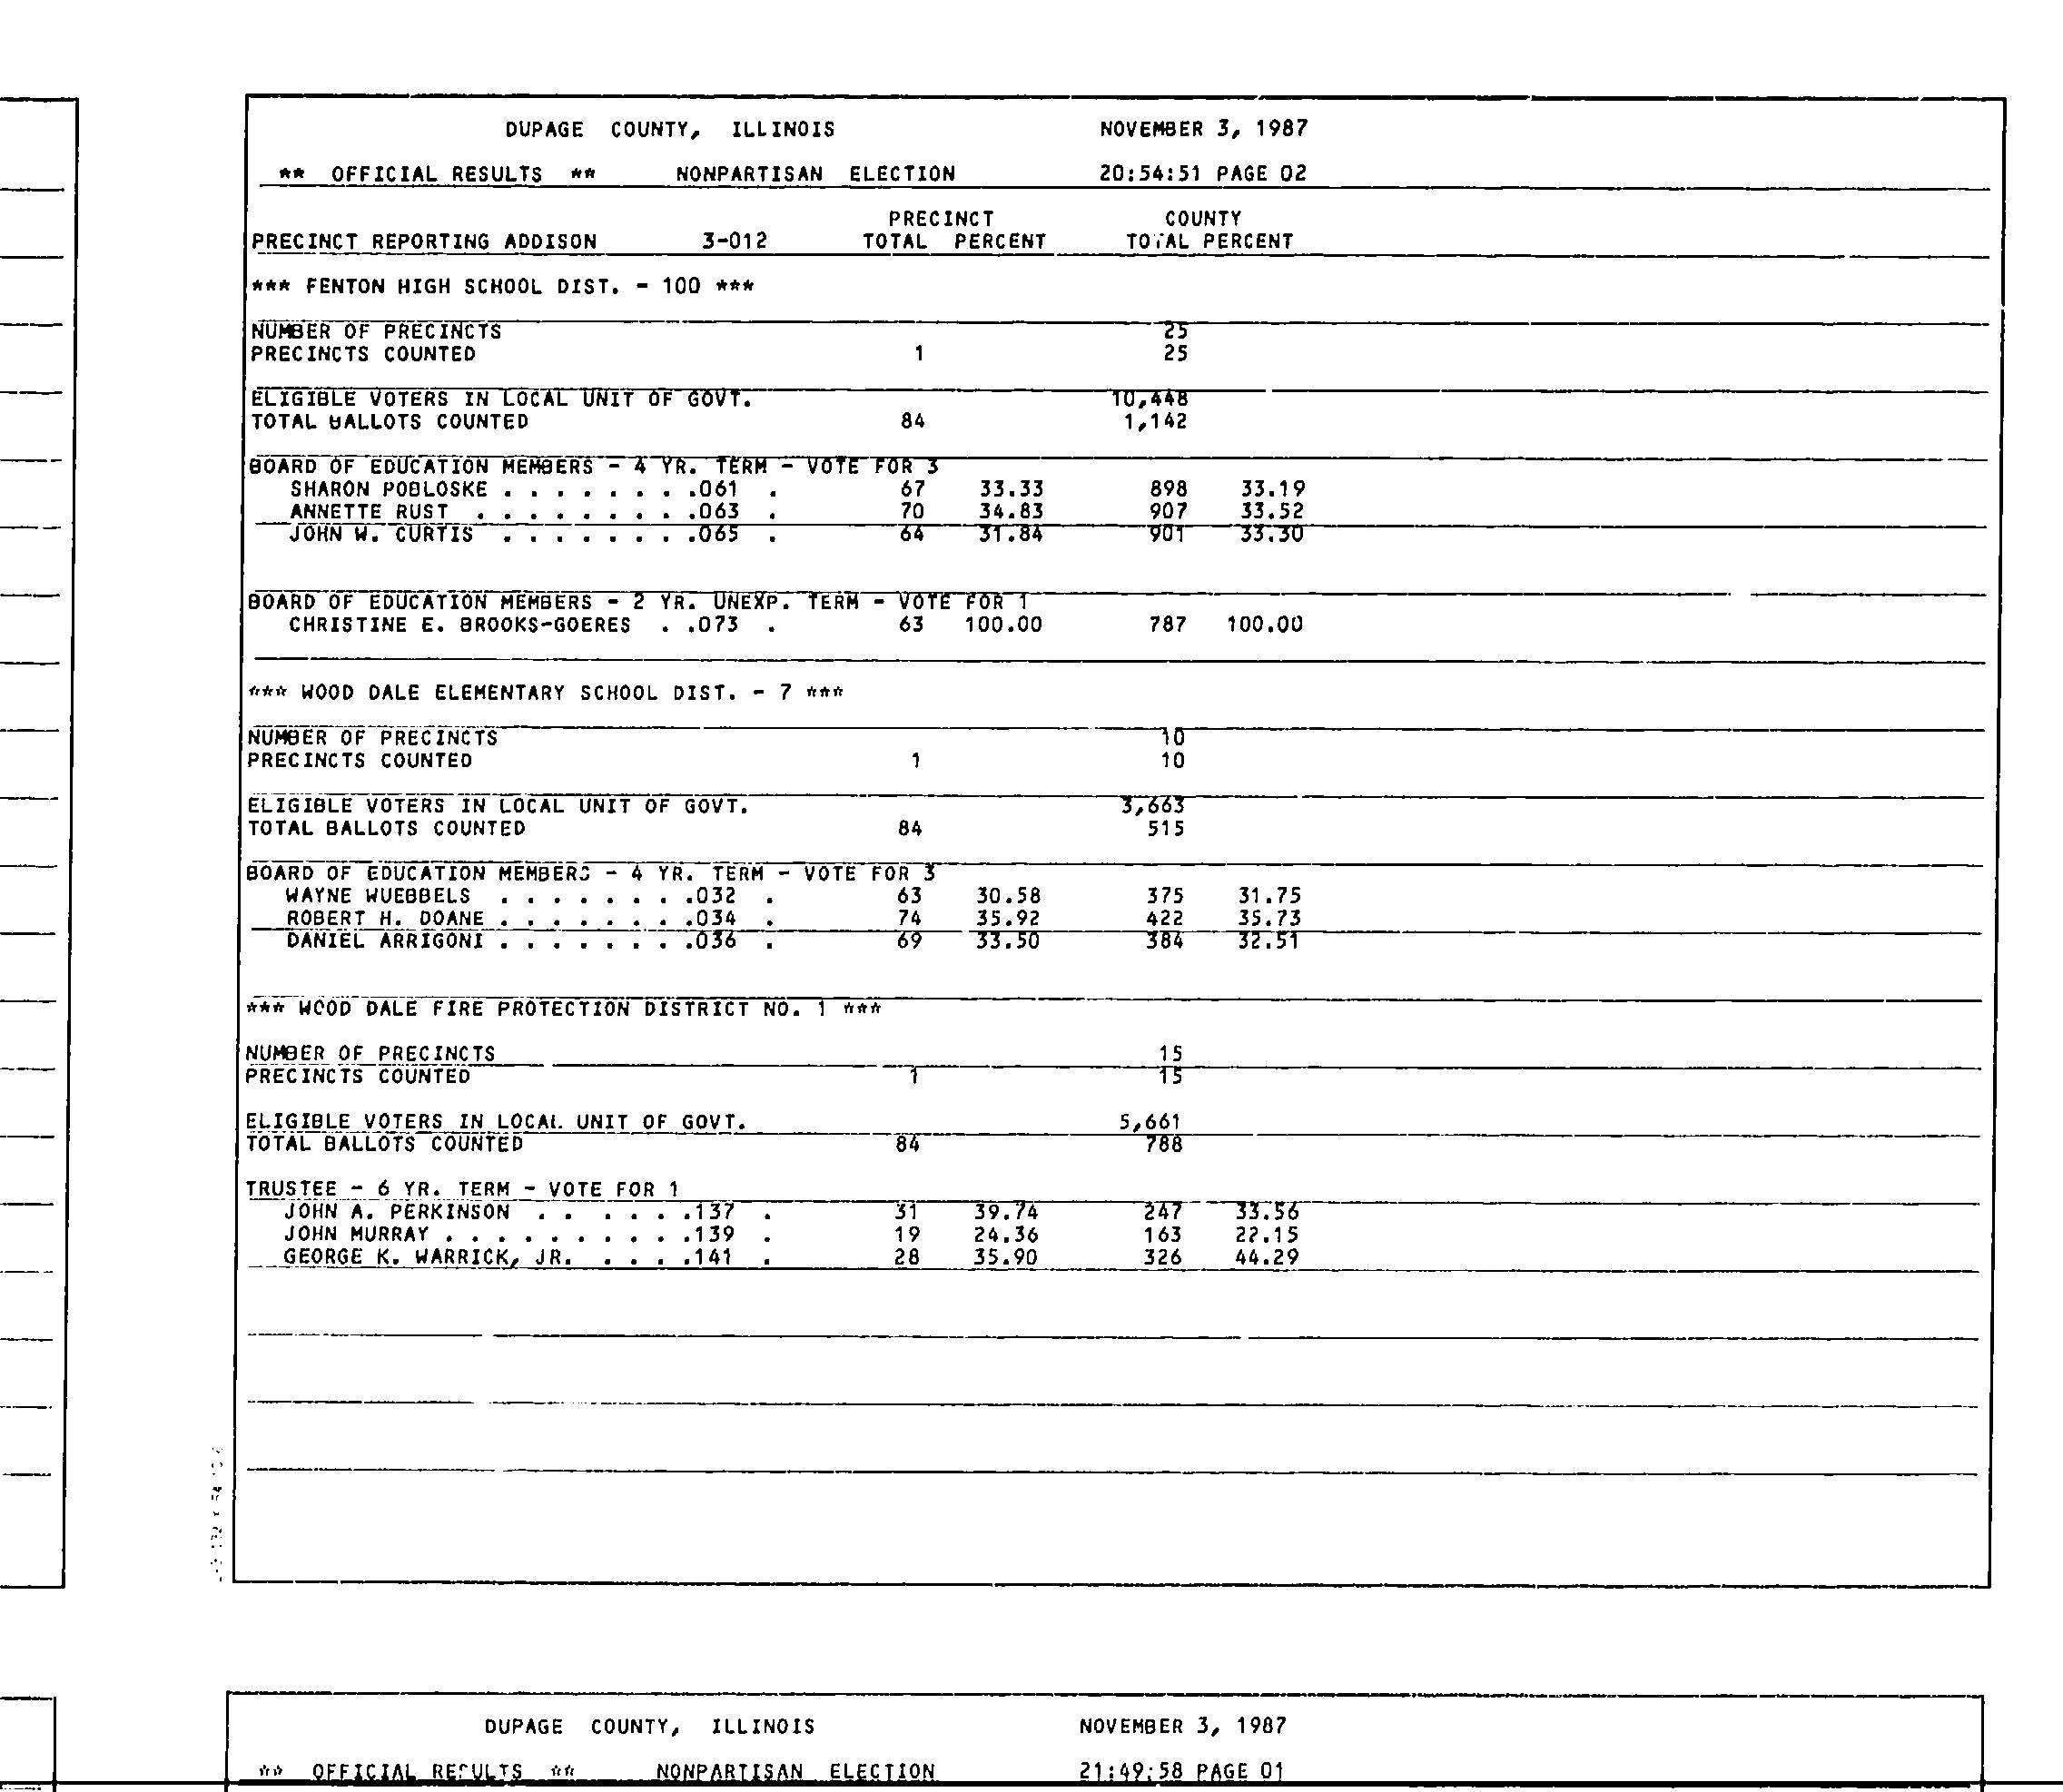 DUPAGE COUNTY, ILLINOIS NOVEMBER 3, 1987
** OFFICIAL RESULTS ** NONPARTISAN ELECTION 20:54:51 PAGE 02
PRECINCT COUNTY
PRECINCT REPORTING ADDISON 3-012 TOTAL PERCENT TOTAL PERCENT
*** FENTON HIGH SCHOOL DIST. - 100 ***
NUMBER OF PRECINCTS 25
PRECINCTS COUNTED 1 25
ELIGIBLE VOTERS IN LOCAL UNIT OF GOVT. 10,448
TOTAL BALLOTS COUNTED 84 1,142
BOARD OF EDUCATION MEMBERS - 4 YR. TERM - VOTE FOR 3
SHARON POBLOSKE . . . . . . . .061 . 67 33.33 898 33.19
ANNETTE RUST . . . . . . . . .063 . 70 34.83 907 33.52
JOHN W. CURTIS . . . . . . . .065 . 64 31.84 901 33.30
BOARD OF EDUCATION MEMBERS - 2 YR. UNEXP. TERM - VOTE FOR 1
CHRISTINE E. BROOKS-GOERES . .073 . 63 100.00 787 100.00
*** WOOD DALE ELEMENTARY SCHOOL DIST. - 7 ***
NUMBER OF PRECINCTS 10
PRECINCTS COUNTED 1 10
ELIGIBLE VOTERS IN LOCAL UNIT OF GOVT. 3,663
TOTAL BALLOTS COUNTED 84 515
BOARD OF EDUCATION MEMBERS - 4 YR. TERM - VOTE FOR 3
WAYNE WUEBBELS . . . . . . . .032 . 63 30.58 375 31.75
ROBERT H. DOANE . . . . . . . .034 . 74 35.92 422 35.73
DANIEL ARRIGONI . . . . . . . .036 . 69 33.50 384 32.51
*** WOOD DALE FIRE PROTECTION DISTRICT NO. 1 ***
NUMBER OF PRECINCTS 15
PRECINCTS COUNTED 1 15
ELIGIBLE VOTERS IN LOCAL UNIT OF GOVT. 5,661
TOTAL BALLOTS COUNTED 84 788
TRUSTEE - 6 YR. TERM - VOTE FOR 1
JOHN A. PERKINSON . . . . . .137 . 31 39.74 247 33.56
JOHN MURRAY . . . . . . . . . .139 . 19 24.36 163 22.15
GEORGE K. WARRICK, JR. . . . .141 . 28 35.90 326 44.29
DUPAGE COUNTY, ILLINOIS NOVEMBER 3, 1987
** OFFICIAL RESULTS ** NONPARTISAN ELECTION 21:49:58 PAGE 01